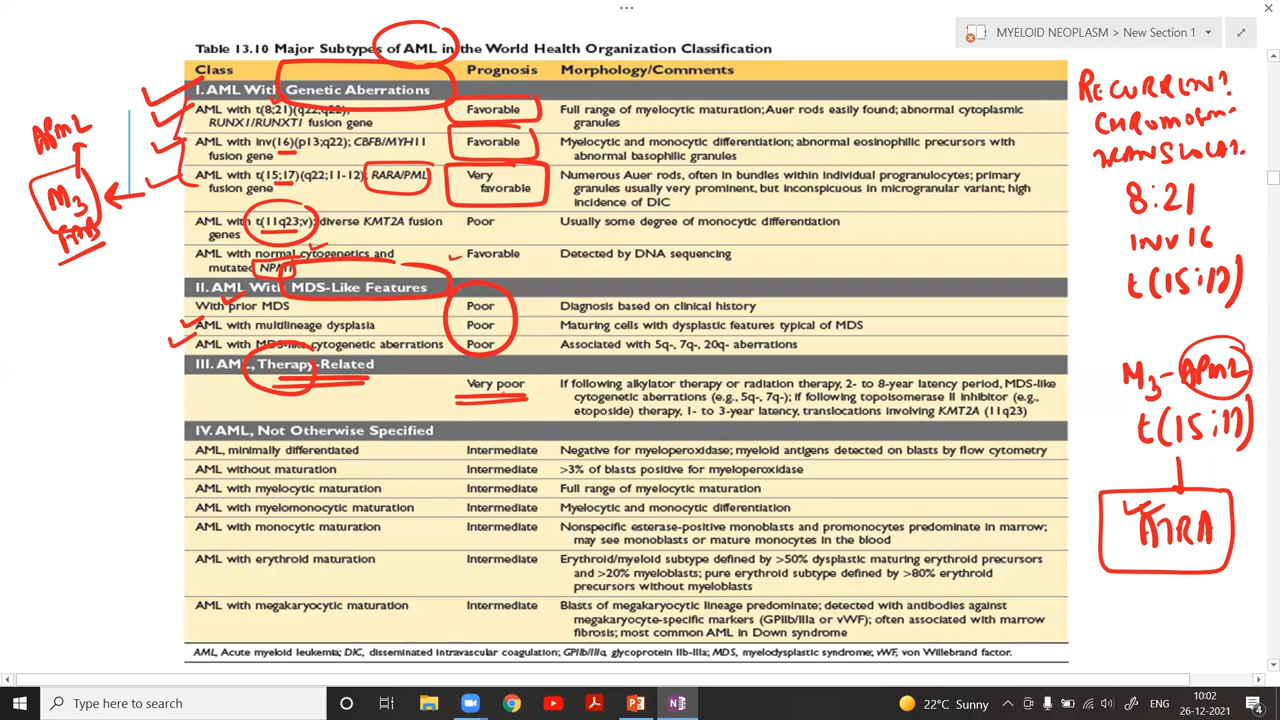 MYELOID NEOPLASM > New Section 1
Table 13.10 Major Subtypes of AML in the World Health Organization Classification
Class Prognosis Morphology/Comments
I. AML With Genetic Aberrations
AML with t(8;21)(q22;q22); Favorable Full range of myelocytic maturation; Auer rods easily found; abnormal cytoplasmic
RUNX1/RUNXT1 fusion gene granules
AML with inv(16)(p13;q22); CBFB/MYH11 Favorable Myelocytic and monocytic differentiation; abnormal eosinophilic precursors with
fusion gene abnormal basophilic granules
AML with t(15;17)(q22;11-12); RARA/PML Very Numerous Auer rods, often in bundles within individual progranulocytes; primary
fusion gene favorable granules usually very prominent, but inconspicuous in microgranular variant; high
incidence of DIC
AML with t(11q23;v); diverse KMT2A fusion Poor Usually some degree of monocytic differentiation
genes
AML with normal cytogenetics and Favorable Detected by DNA sequencing
mutated NPM1
II. AML With MDS-Like Features
With prior MDS Poor Diagnosis based on clinical history
AML with multilineage dysplasia Poor Maturing cells with dysplastic features typical of MDS
AML with MDS-like cytogenetic aberrations Poor Associated with 5q-, 7q-, 20q- aberrations
III. AML, Therapy-Related
Very poor If following alkylator therapy or radiation therapy, 2- to 8-year latency period, MDS-like
cytogenetic aberrations (e.g., 5q-, 7q-); if following topoisomerase II inhibitor (e.g.,
etoposide) therapy, 1- to 3-year latency, translocations involving KMT2A (11q23)
IV. AML, Not Otherwise Specified
AML, minimally differentiated Intermediate Negative for myeloperoxidase; myeloid antigens detected on blasts by flow cytometry
AML without maturation Intermediate >3% of blasts positive for myeloperoxidase
AML with myelocytic maturation Intermediate Full range of myelocytic maturation
AML with myelomonocytic maturation Intermediate Myelocytic and monocytic differentiation
AML with monocytic maturation Intermediate Nonspecific esterase-positive monoblasts and promonocytes predominate in marrow;
may see monoblasts or mature monocytes in the blood
AML with erythroid maturation Intermediate Erythroid/myeloid subtype defined by >50% dysplastic maturing erythroid precursors
and >20% myeloblasts; pure erythroid subtype defined by >80% erythroid
precursors without myeloblasts
AML with megakaryocytic maturation Intermediate Blasts of megakaryocytic lineage predominate; detected with antibodies against
megakaryocyte-specific markers (GPIIb/IIIa or vWF); often associated with marrow
fibrosis; most common AML in Down syndrome
AML, Acute myeloid leukemia; DIC, disseminated intravascular coagulation; GPIIb/IIIa, glycoprotein IIb-IIIa; MDS, myelodysplastic syndrome; vWF, von Willebrand factor.
APML
M3
FAB
RECURREN?
TRANSLOCA?.
8:21
INV 16
t(15;17)
M3 - APML
t(15;17)
ATRA
Type here to search
22°C Sunny
ENG
10:02
26-12-2021
4